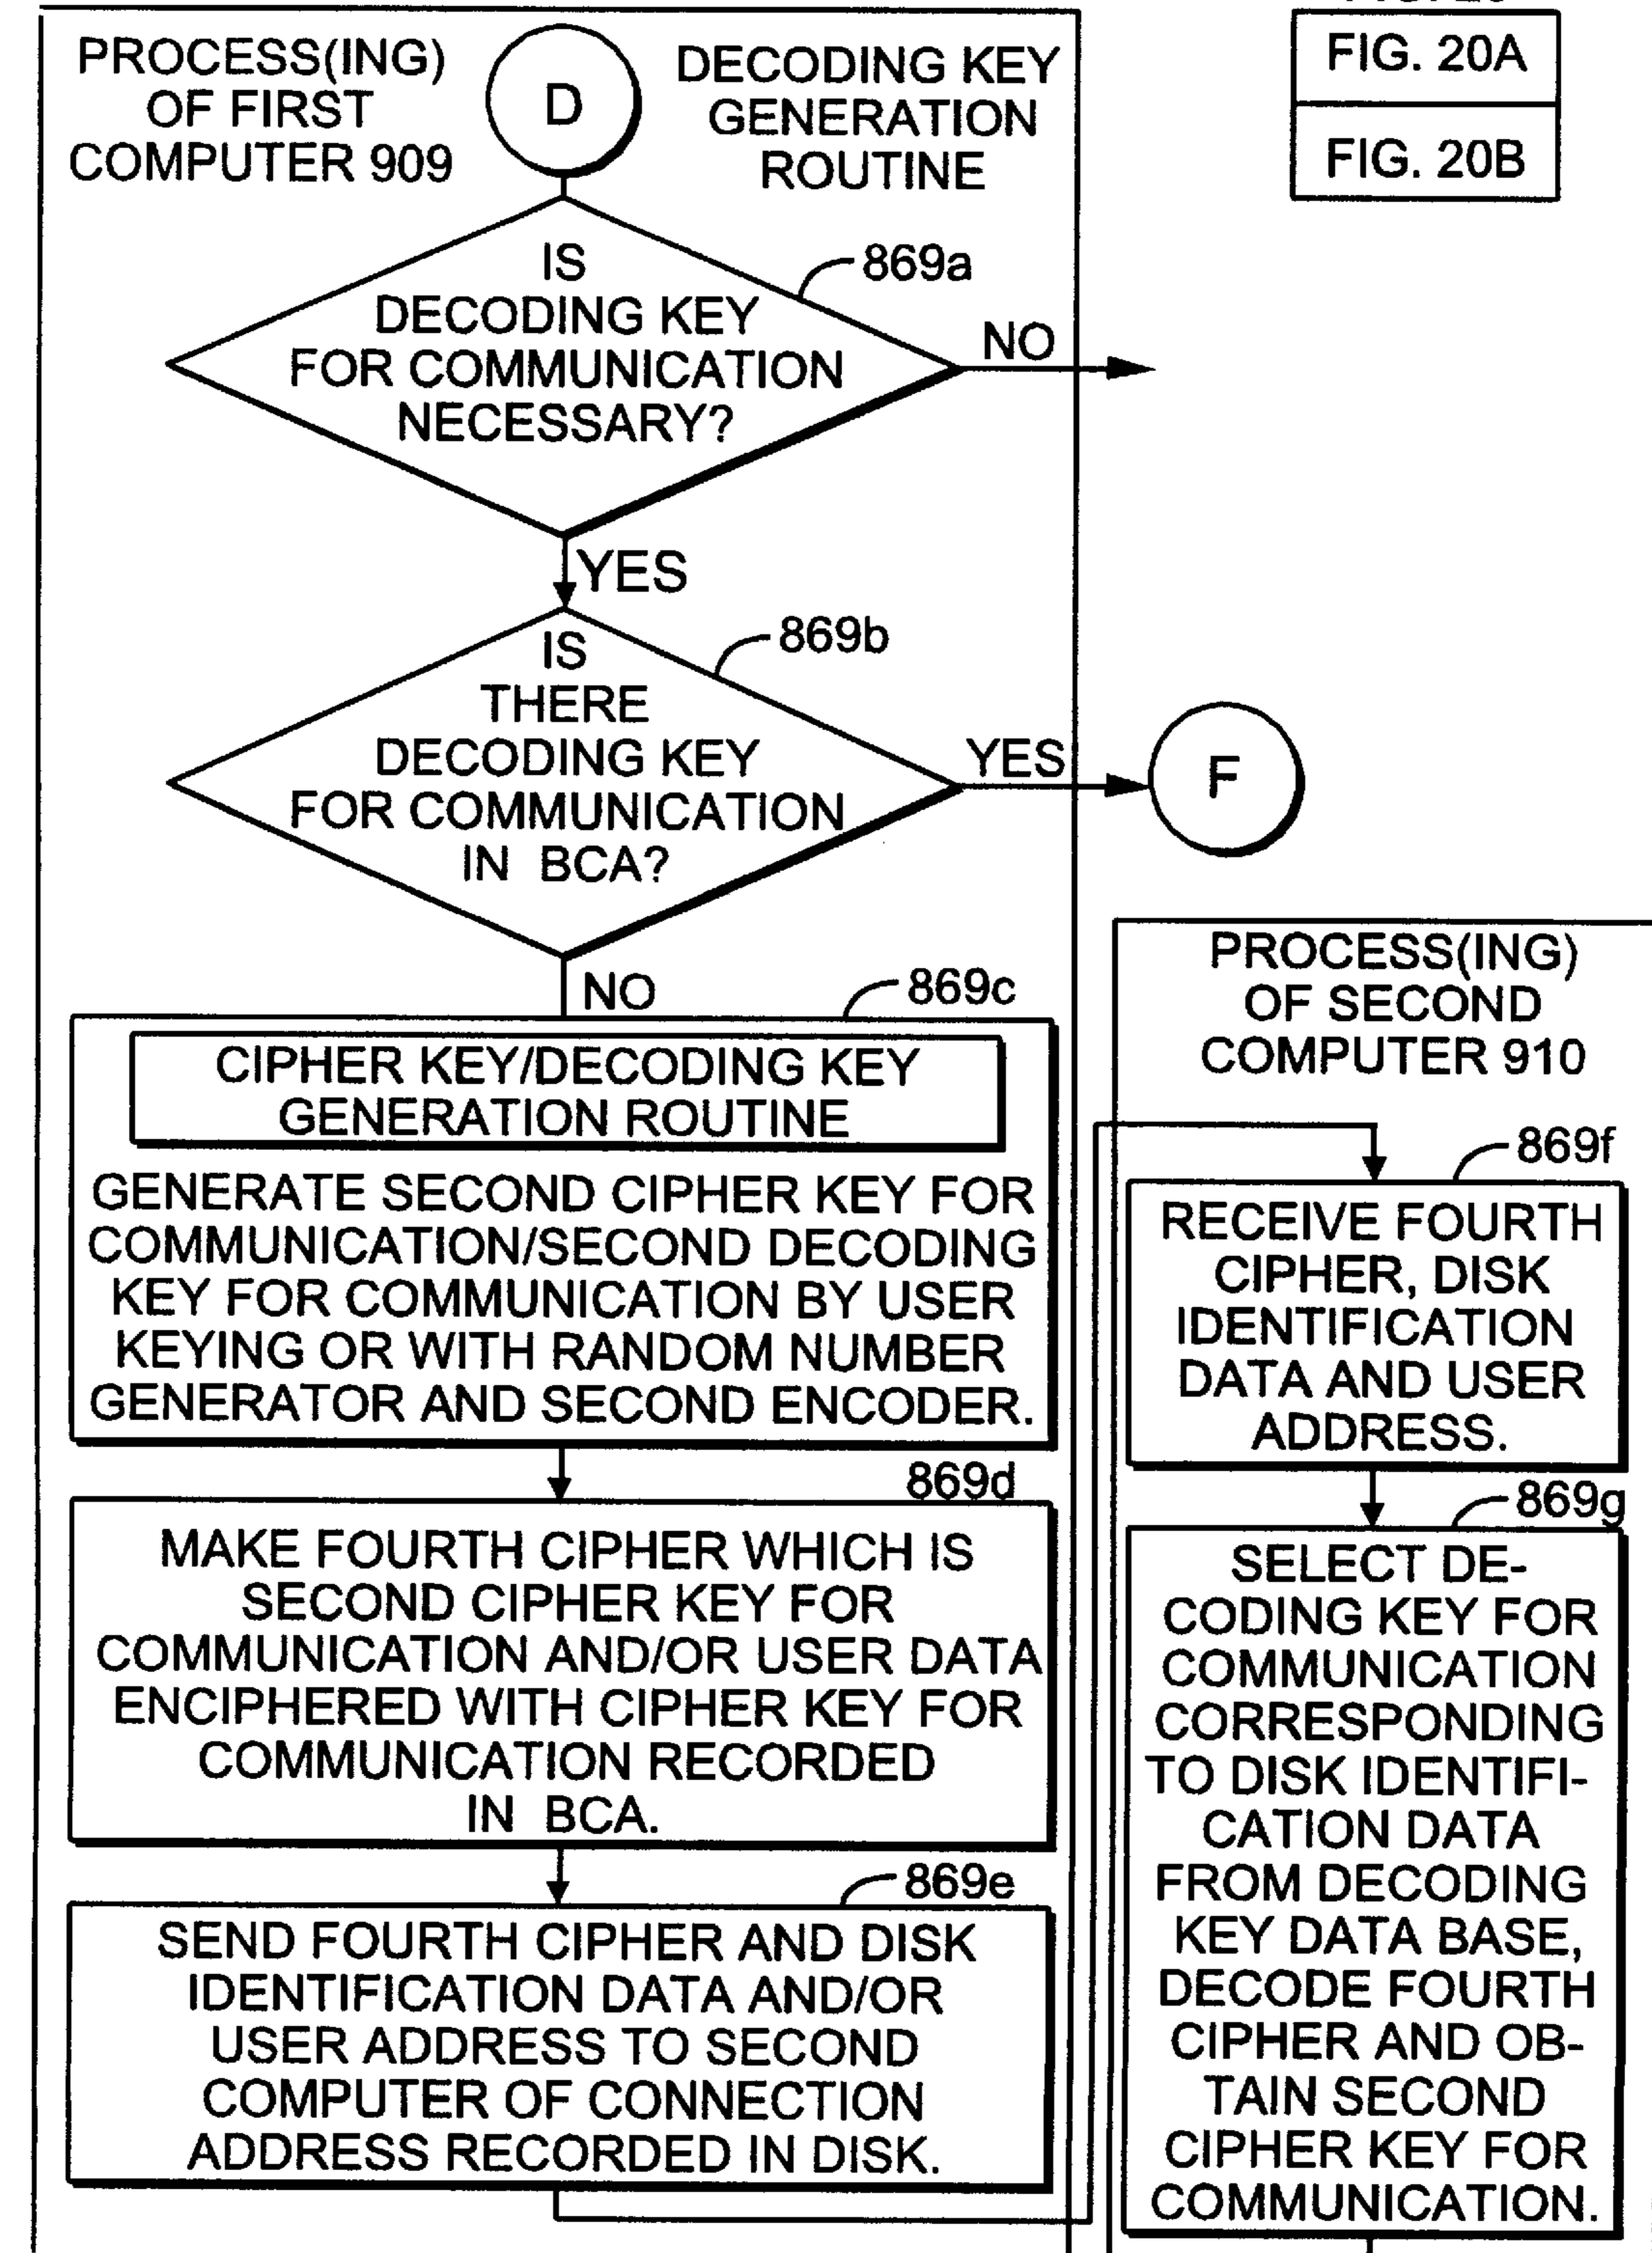 PROCESS(ING)
OF FIRST
COMPUTER 909
D
DECODING KEY
GENERATION
ROUTINE
FIG. 20A
FIG. 20B
IS
DECODING KEY
FOR COMMUNICATION
NECESSARY?
869a
NO
YES
IS
THERE
DECODING KEY
FOR COMMUNICATION
IN BCA?
869b
YES
F
NO
869c
CIPHER KEY/DECODING KEY
GENERATION ROUTINE
GENERATE SECOND CIPHER KEY FOR
COMMUNICATION/SECOND DECODING
KEY FOR COMMUNICATION BY USER
KEYING OR WITH RANDOM NUMBER
GENERATOR AND SECOND ENCODER.
869d
MAKE FOURTH CIPHER WHICH IS
SECOND CIPHER KEY FOR
COMMUNICATION AND/OR USER DATA
ENCIPHERED WITH CIPHER KEY FOR
COMMUNICATION RECORDED
IN BCA.
869e
SEND FOURTH CIPHER AND DISK
IDENTIFICATION DATA AND/OR
USER ADDRESS TO SECOND
COMPUTER OF CONNECTION
ADDRESS RECORDED IN DISK.
PROCESS(ING)
OF SECOND
COMPUTER 910
869f
RECEIVE FOURTH
CIPHER, DISK
IDENTIFICATION
DATA AND USER
ADDRESS.
869g
SELECT DE-
CODING KEY FOR
COMMUNICATION
CORRESPONDING
TO DISK IDENTIFI-
CATION DATA
FROM DECODING
KEY DATA BASE,
DECODE FOURTH
CIPHER AND OB-
TAIN SECOND
CIPHER KEY FOR
COMMUNICATION.